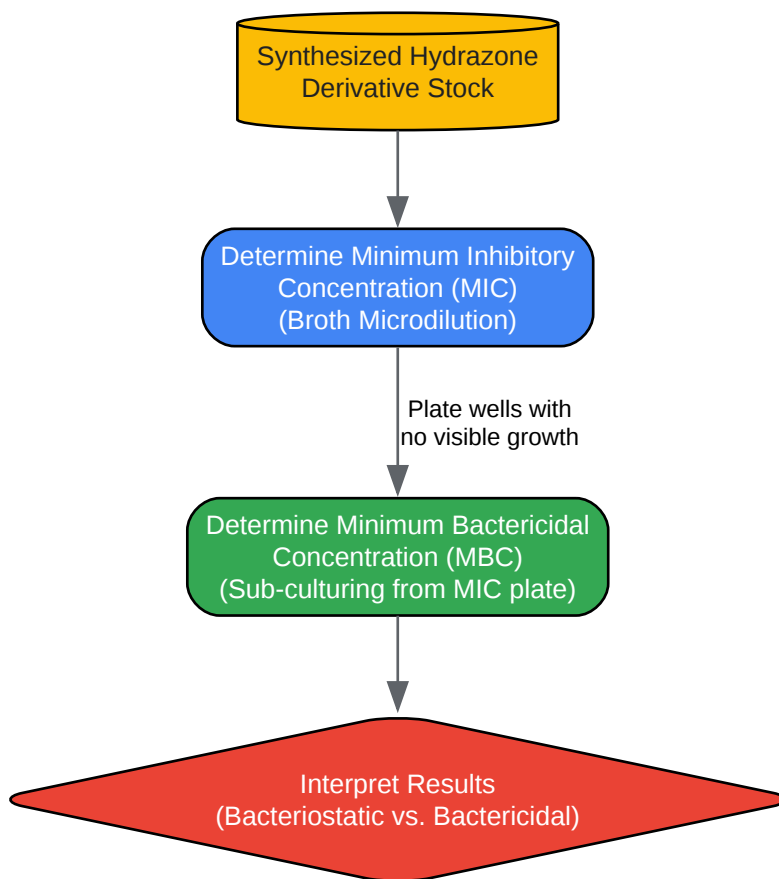 Synthesized Hydrazone
Derivative Stock
Determine Minimum Inhibitory
Concentration (MIC)
(Broth Microdilution)
Plate wells with
no visible growth
Determine Minimum Bactericidal
Concentration (MBC)
(Sub-culturing from MIC plate)
Interpret Results
(Bacteriostatic vs. Bactericidal)